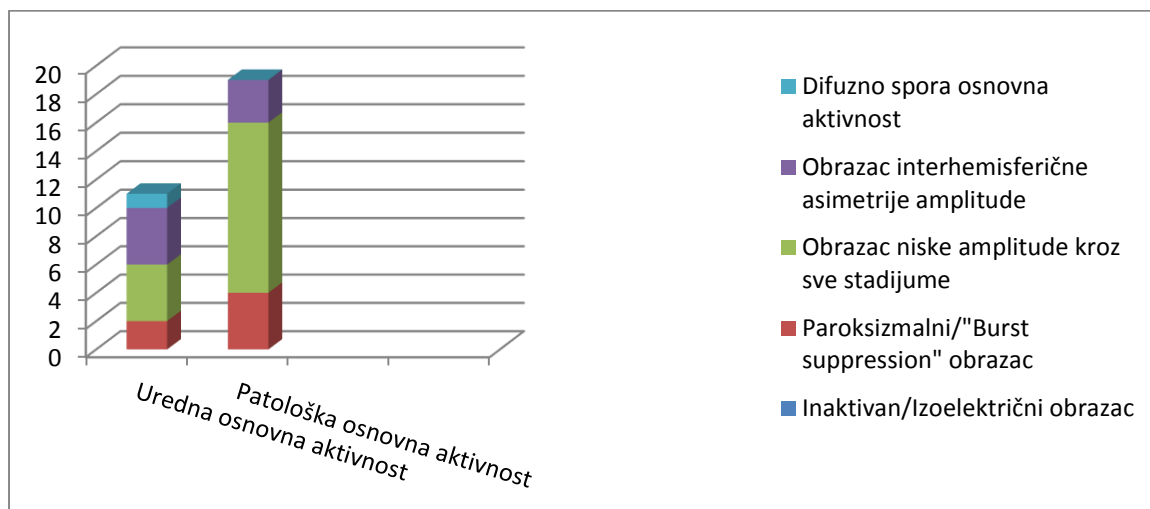 20
18
16
14
12
10
8
6
4
2
0
Uredna osnovna aktivnost
Patološka osnovna aktivnost
Difuzno spora osnovna
aktivnost
Obrazac interhemisferične
asimetrije amplitude
Obrazac niske amplitude kroz
sve stadijume
Paroksizmalni/"Burst
suppression" obrazac
Inaktivan/Izoelektrični obrazac